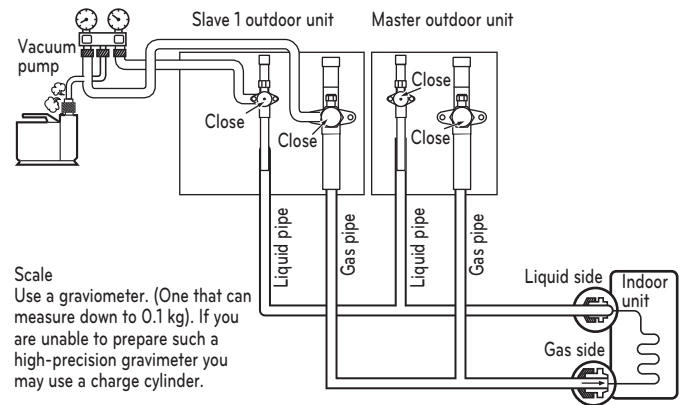 Slave 1 outdoor unit
Master outdoor unit
Vacuum
pump
Close
Close
Close
Close
Liquid pipe
Gas pipe
Liquid pipe
Gas pipe
Scale
Use a graviometer. (One that can
measure down to 0.1 kg). If you
are unable to prepare such a
high-precision gravimeter you
may use a charge cylinder.
Liquid side
Indoor
unit
Gas side